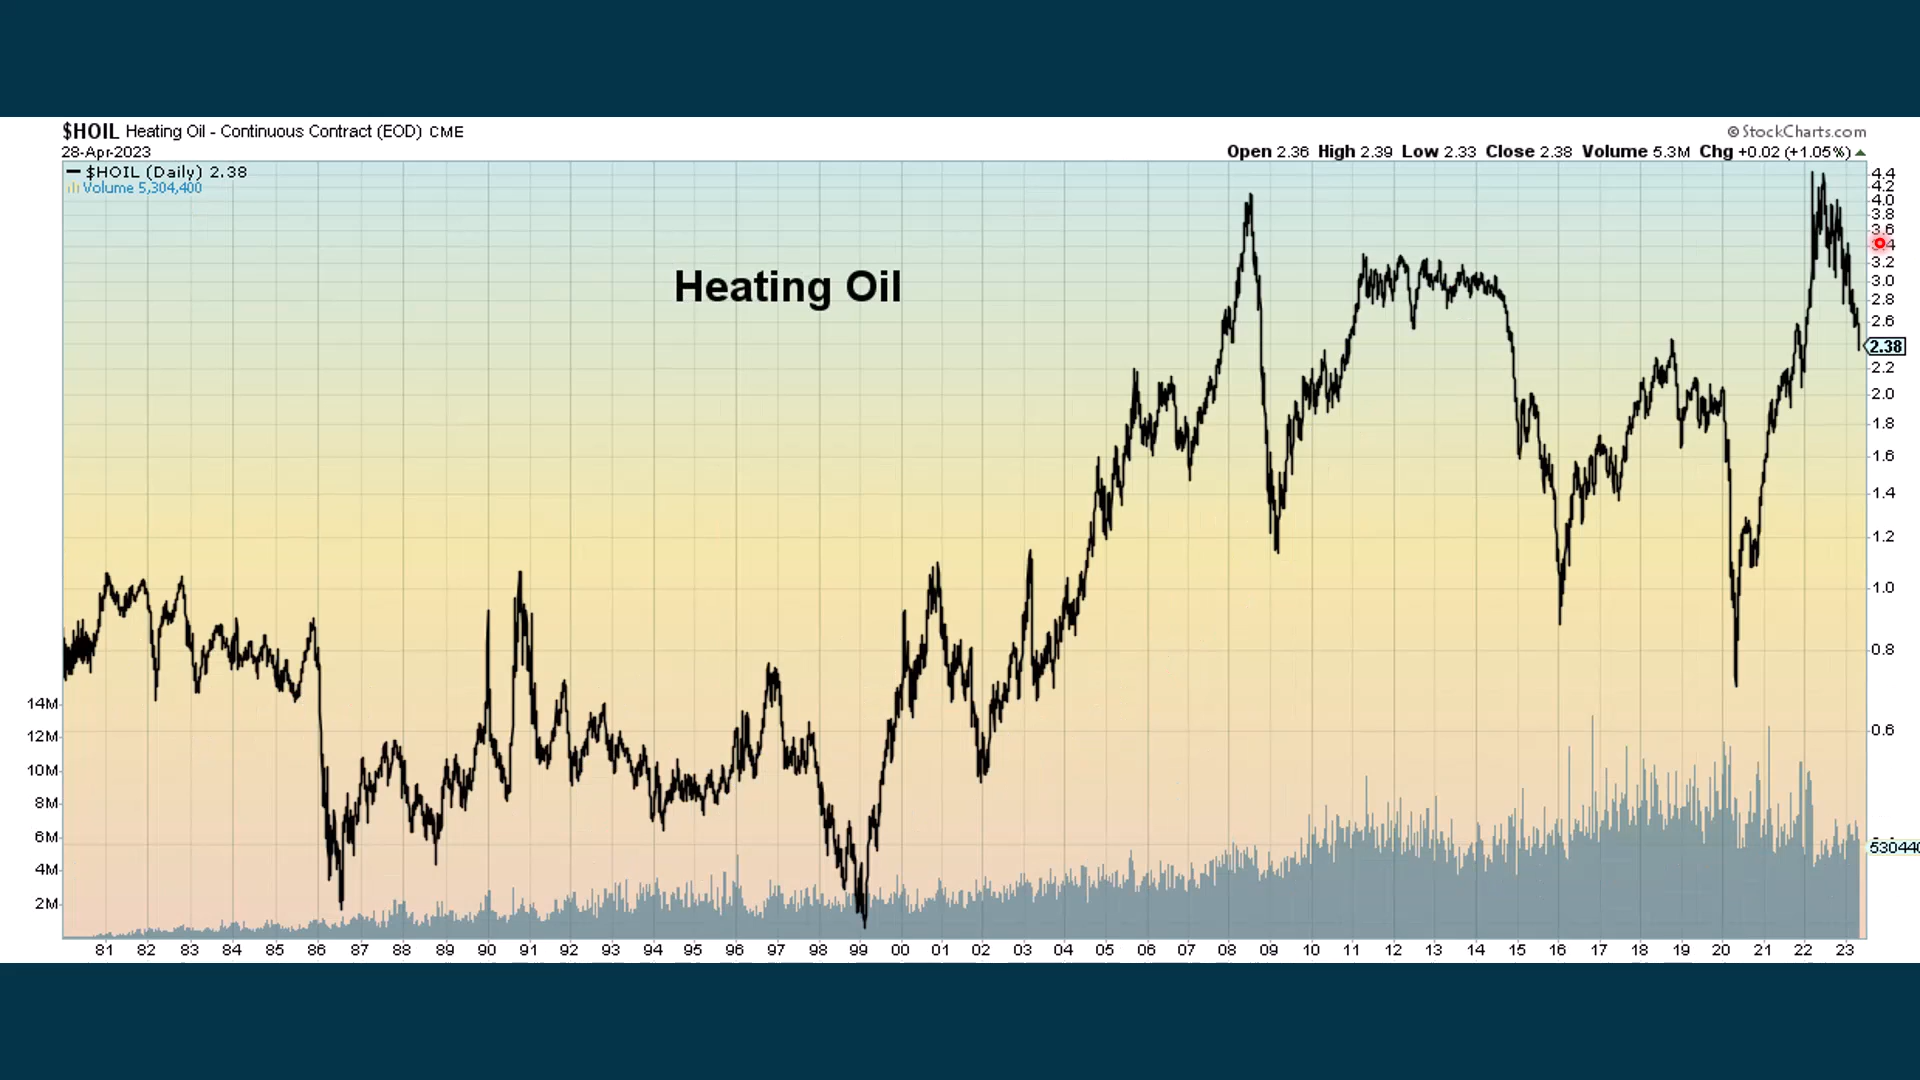 $HOIL Heating Oil - Continuous Contract (EOD) CME
© StockCharts.com
28-Apr-2023
Open 2.36 High 2.39 Low 2.33 Close 2.38 Volume 5.3M Chg +0.02 (+1.05%)
$HOIL (Daily) 2.38
Volume 5,304,400
Heating Oil
4.4
4.2
4.0
3.8
3.6
3.2
3.0
2.8
2.6
2.38
2.2
2.0
1.8
1.6
1.4
1.2
1.0
0.8
0.6
14M
12M
10M
8M
6M
4M
2M
530440
81 82 83 84 85 86 87 88 89 90 91 92 93 94 95 96 97 98 99 00 01 02 03 04 05 06 07 08 09 10 11 12 13 14 15 16 17 18 19 20 21 22 23